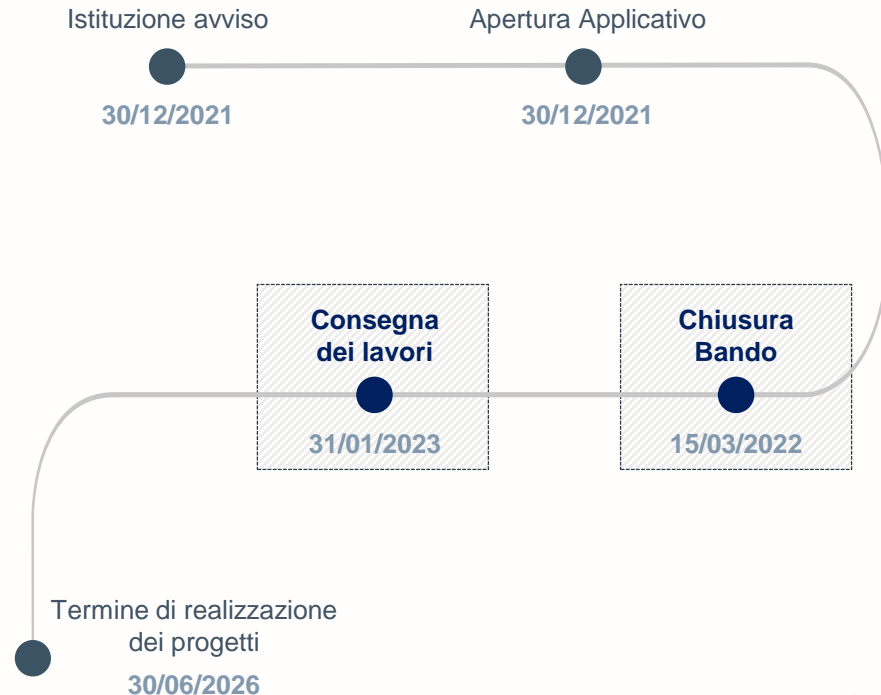 Istituzione avviso
30/12/2021
Apertura Applicativo
30/12/2021
Chiusura
Bando
15/03/2022
Consegna
dei lavori
31/01/2023
Termine di realizzazione
dei progetti
30/06/2026